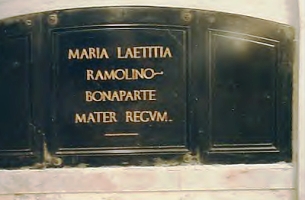 MARIA LAETITIA
RAMOLINO-
BONAPARTE
MATER REGVM.